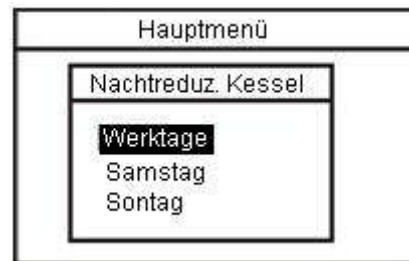 Hauptmenü
Nachtreduz. Kessel
Werktage
Samstag
Sontag